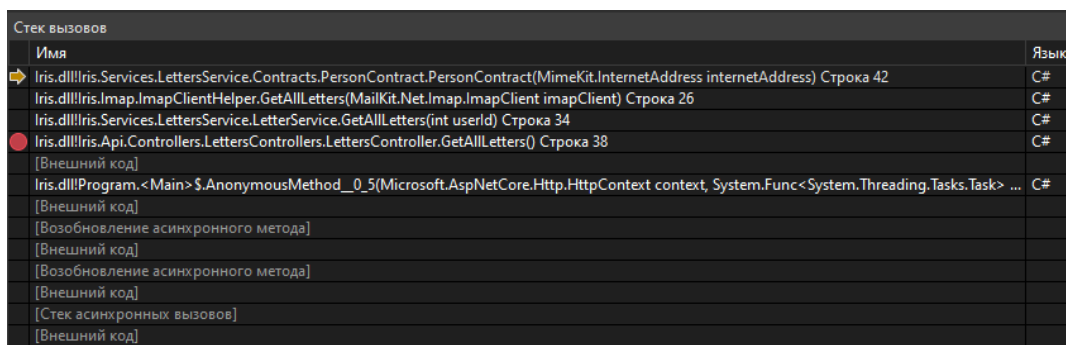 Стек вызовов
Имя Язык
Iris.dll!Iris.Services.LettersService.Contracts.PersonContract.PersonContract(MimeKit.InternetAddress internetAddress) Строка 42 C#
Iris.dll!Iris.Imap.ImapClientHelper.GetAllLetters(MailKit.Net.Imap.ImapClient imapClient) Строка 26 C#
Iris.dll!Iris.Services.LettersService.LetterService.GetAllLetters(int userId) Строка 34 C#
Iris.dll!Iris.Api.Controllers.LettersControllers.LettersController.GetAllLetters() Строка 38 C#
[Внешний код]
Iris.dll!Program.<Main>$.AnonymousMethod__0_5(Microsoft.AspNetCore.Http.HttpContext context, System.Func<System.Threading.Tasks.Task> ... C#
[Внешний код]
[Возобновление асинхронного метода]
[Внешний код]
[Возобновление асинхронного метода]
[Внешний код]
[Стек асинхронных вызовов]
[Внешний код]